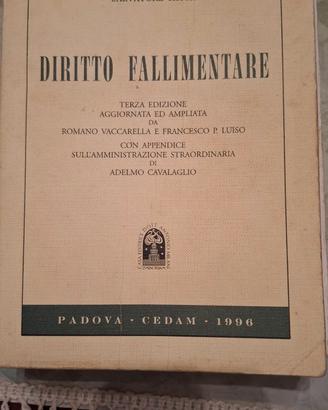 DIRITTO FALLIMENTARE
TERZA EDIZIONE
AGGIORNATA ED AMPLIATA
DA
ROMANO VACCARELLA E FRANCESCO P. LUISO
CON APPENDICE
SULL'AMMINISTRAZIONE STRAORDINARIA
DI
ADELMO CAVALAGLIO
PADOVA - CEDAM - 1996